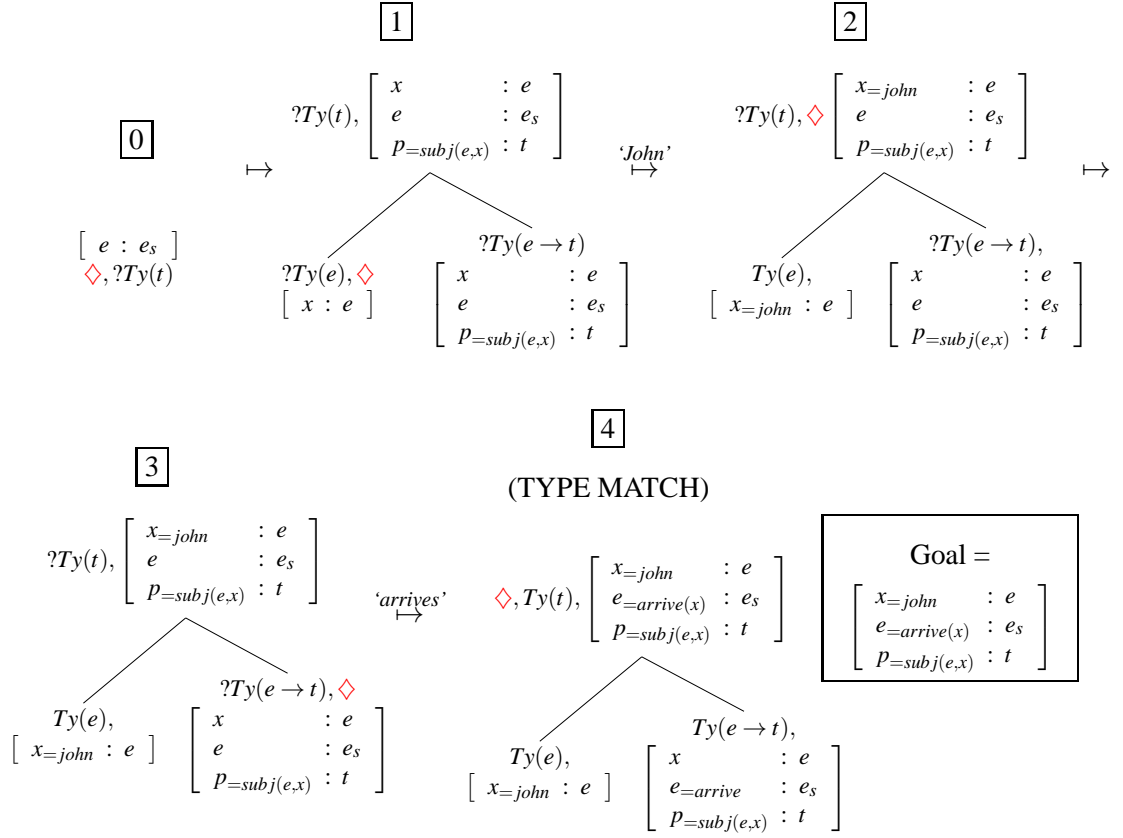 0
[ e : e_s ]
◇, ?Ty(t)
↦
1
?Ty(t), [ x : e
e : e_s
p_{=subj(e,x)} : t ]
?Ty(e), ◇
[ x : e ]
?Ty(e → t)
[ x : e
e : e_s
p_{=subj(e,x)} : t ]
‘John’
↦
2
?Ty(t), ◇ [ x_{=john} : e
e : e_s
p_{=subj(e,x)} : t ]
Ty(e),
[ x_{=john} : e ]
?Ty(e → t),
[ x : e
e : e_s
p_{=subj(e,x)} : t ]
↦
3
?Ty(t), [ x_{=john} : e
e : e_s
p_{=subj(e,x)} : t ]
Ty(e),
[ x_{=john} : e ]
?Ty(e → t), ◇
[ x : e
e : e_s
p_{=subj(e,x)} : t ]
‘arrives’
↦
4
(TYPE MATCH)
◇, Ty(t), [ x_{=john} : e
e_{=arrive(x)} : e_s
p_{=subj(e,x)} : t ]
Ty(e),
[ x_{=john} : e ]
Ty(e → t),
[ x : e
e_{=arrive} : e_s
p_{=subj(e,x)} : t ]
Goal =
[ x_{=john} : e
e_{=arrive(x)} : e_s
p_{=subj(e,x)} : t ]